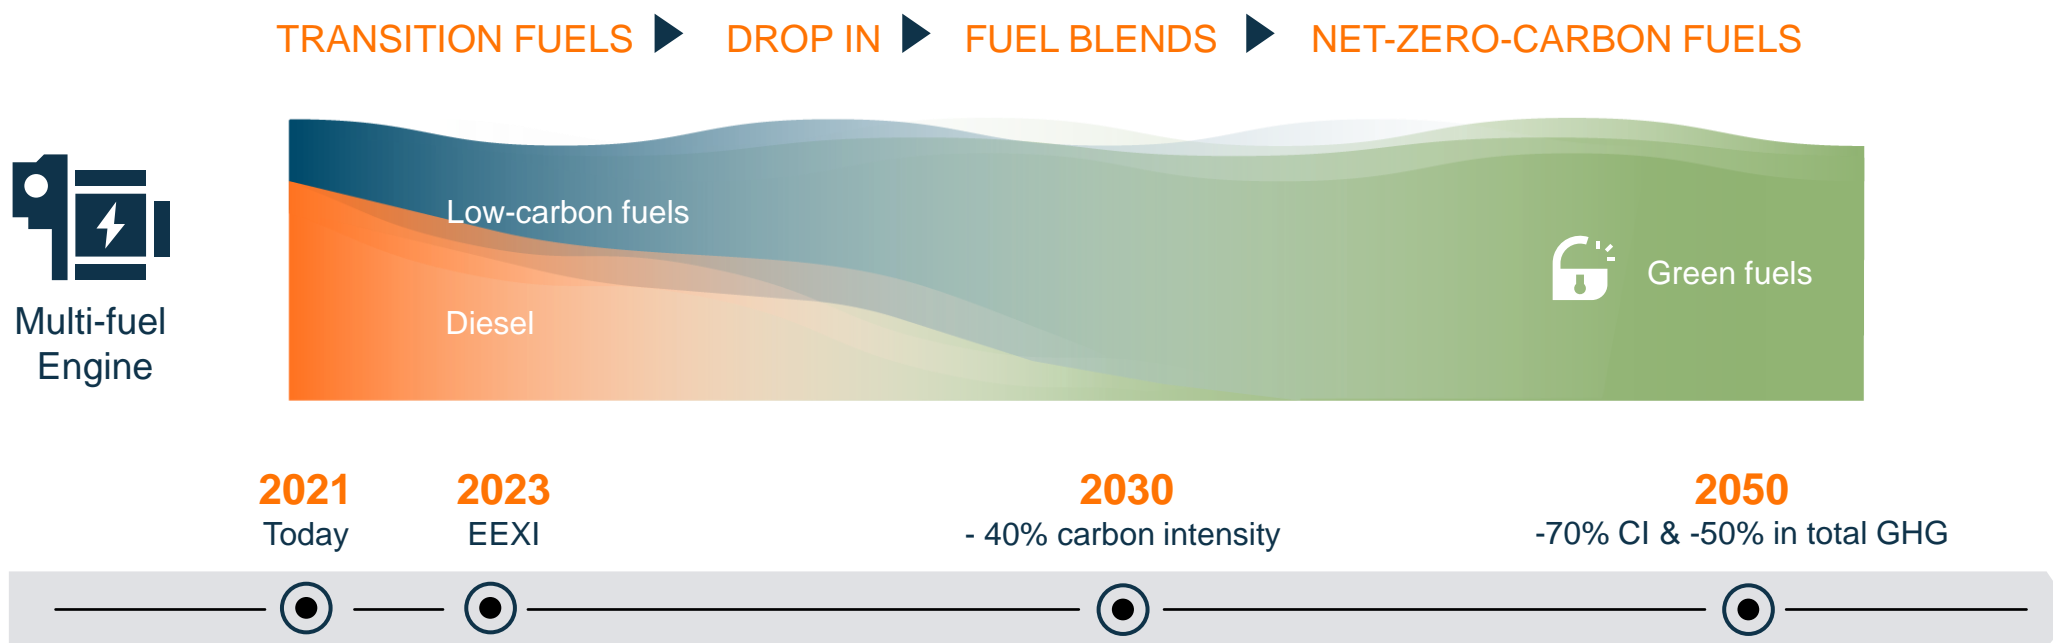 TRANSITION FUELS
DROP IN
FUEL BLENDS
NET-ZERO-CARBON FUELS
Low-carbon fuels
Diesel
Green fuels
Multi-fuel
Engine
2021
Today
2023
EEXI
2030
- 40% carbon intensity
2050
-70% CI & -50% in total GHG